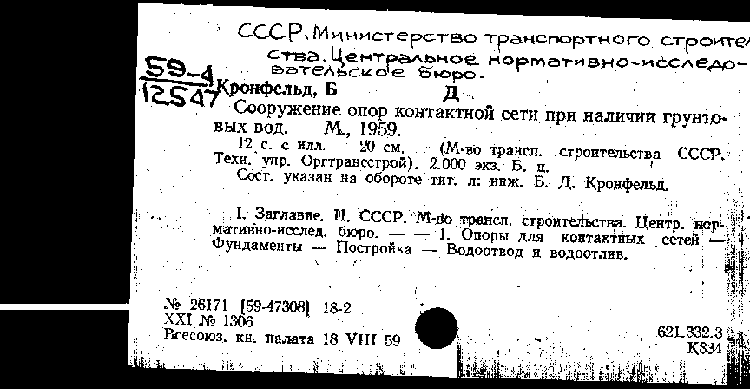 СССР. Министерство транспортного строите
ства. Центральное нормативно-исследо-
вательское бюро.
59-4
12547
Кронфельд, Б Д
Сооружение опор контактной сети при наличии грунто-
вых вод. М., 1959.
12 с. с илл. 20 см. (М-во трансп. строительства СССР.
Техн. упр. Оргтрансстрой). 2.000 экз. Б. ц.
Сост. указан на обороте тит. л: инж. Б. Д. Кронфельд.
I. Заглавие. II. СССР. М-во трансп. строительства. Центр. нор-
мативно-исслед. бюро. — — 1. Опоры для контактных сетей —
Фундаменты — Постройка — Водоотвод и водоотлив.
№ 26171 [59-47308] 18-2
XXI № 1306
Всесоюз. кн. палата 18 VIII 59
621.332.3
К834